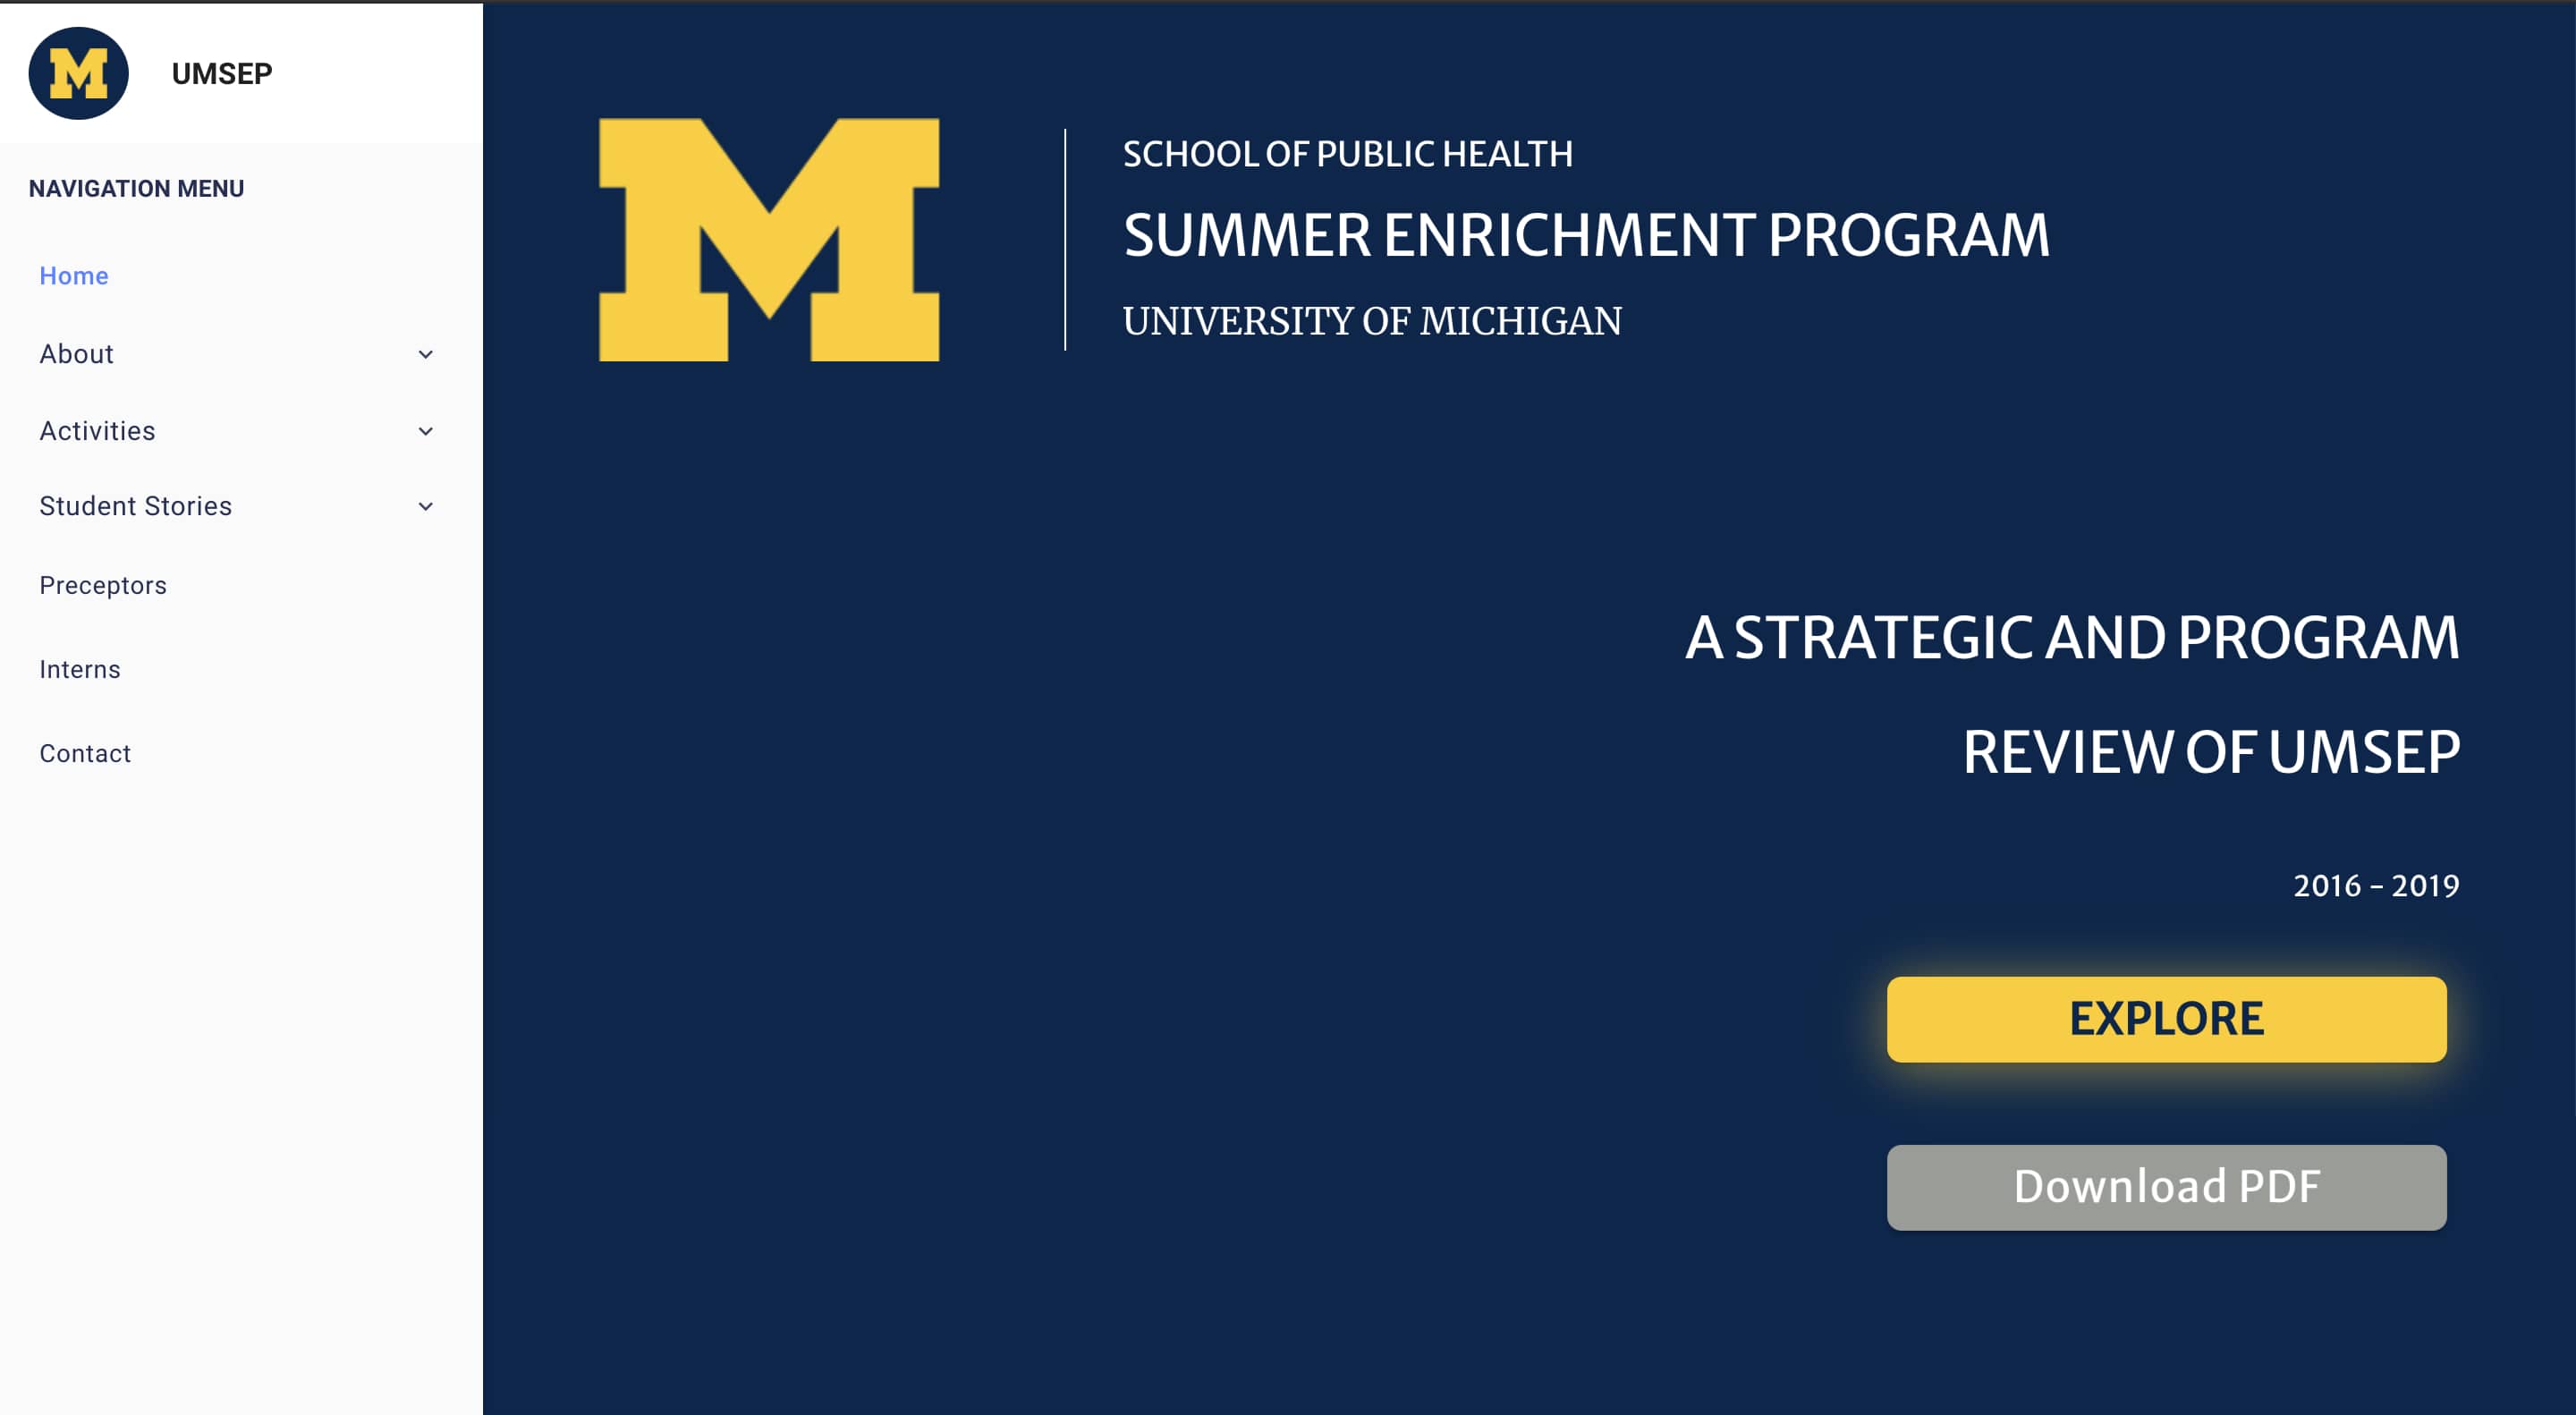 M
UMSEP
NAVIGATION MENU
Home
About
Activities
Student Stories
Preceptors
Interns
Contact
M
SCHOOL OF PUBLIC HEALTH
SUMMER ENRICHMENT PROGRAM
UNIVERSITY OF MICHIGAN
A STRATEGIC AND PROGRAM
REVIEW OF UMSEP
2016 – 2019
EXPLORE
Download PDF